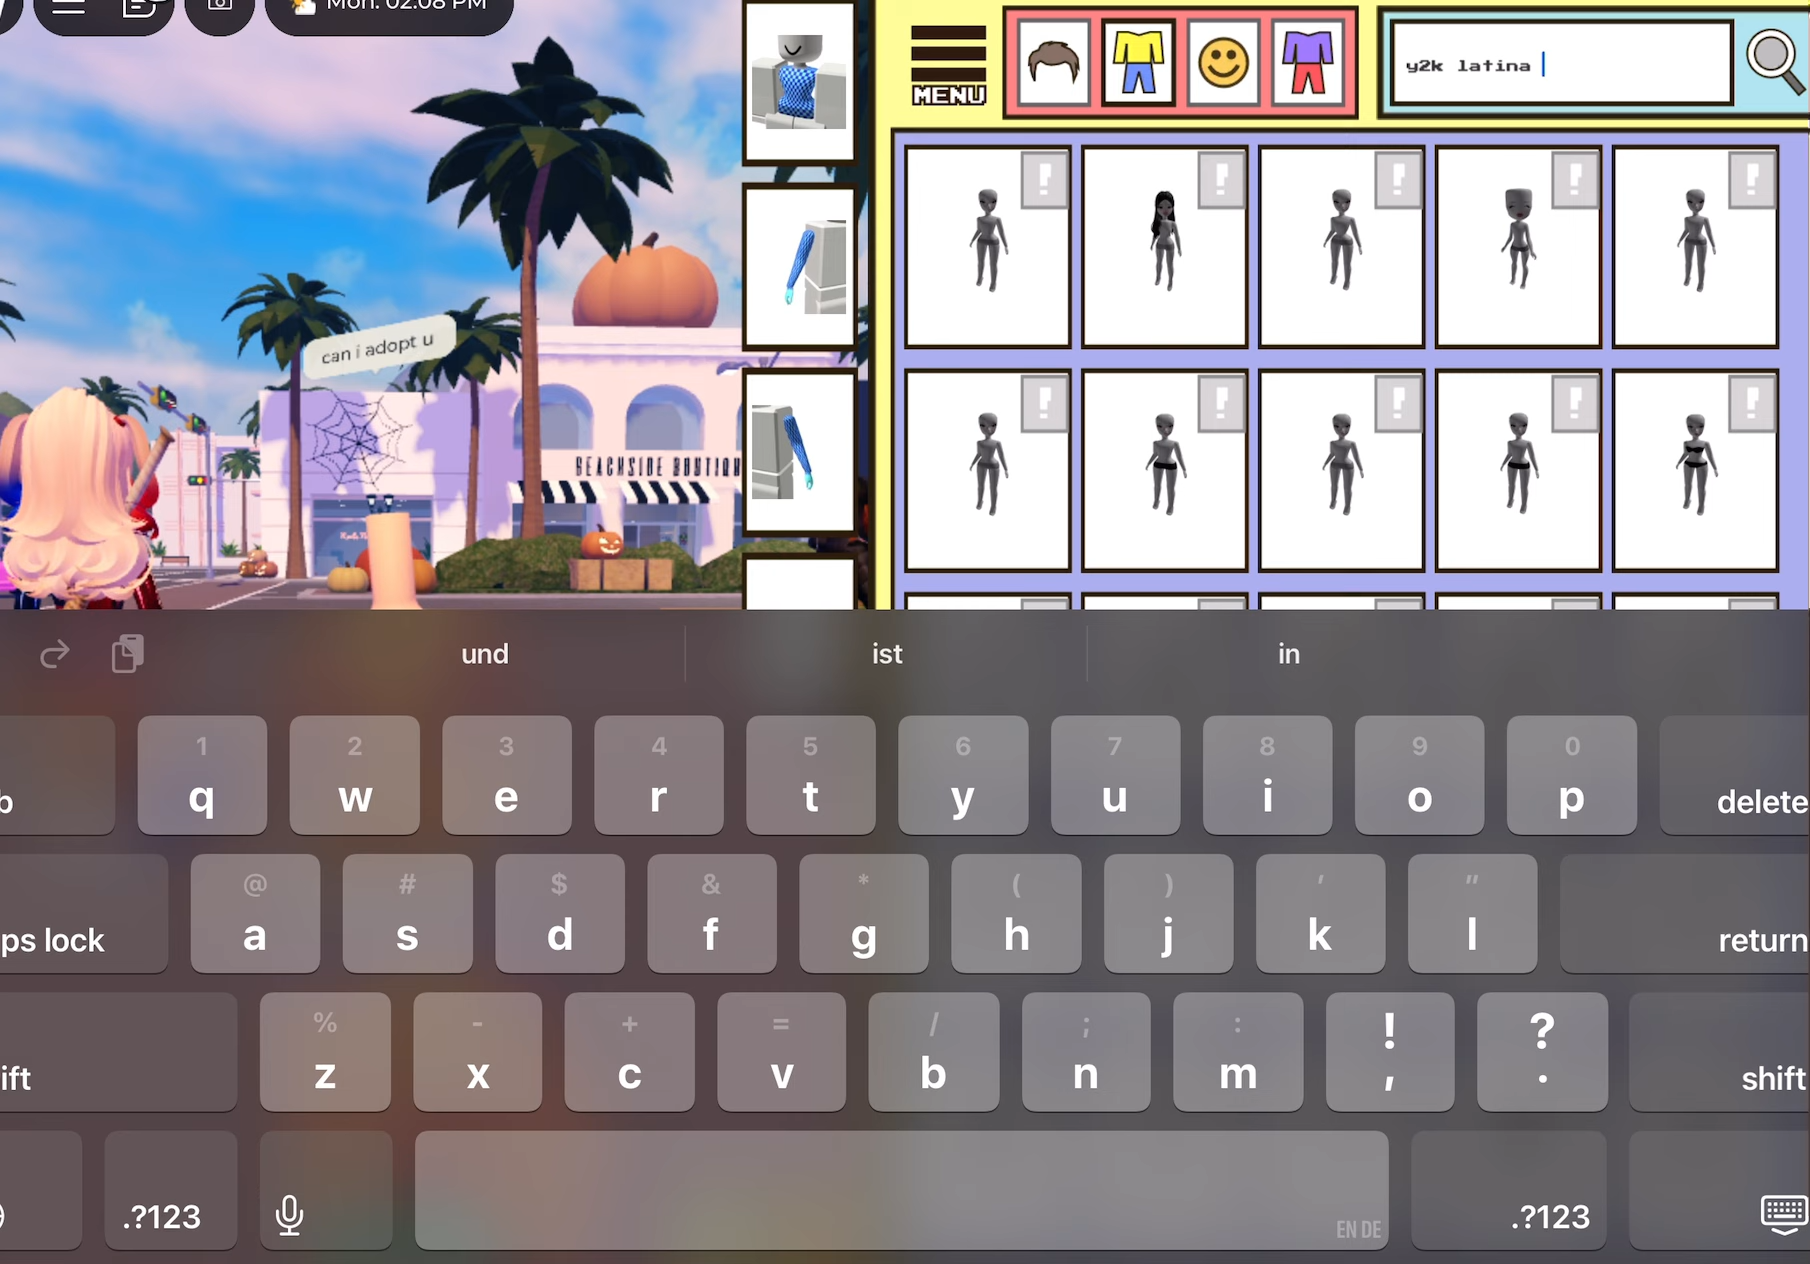 Mon. 02:08 PM
MENU
y2k latina
can i adopt u
BEACHSIDE BOUTIQU
und ist in
1 2 3 4 5 6 7 8 9 0
b q w e r t y u i o p delete
@ # $ & * ( ) ' "
ps lock a s d f g h j k l return
% - + = / ; : ! ?
ift z x c v b n m , . shift
.?123 EN DE .?123